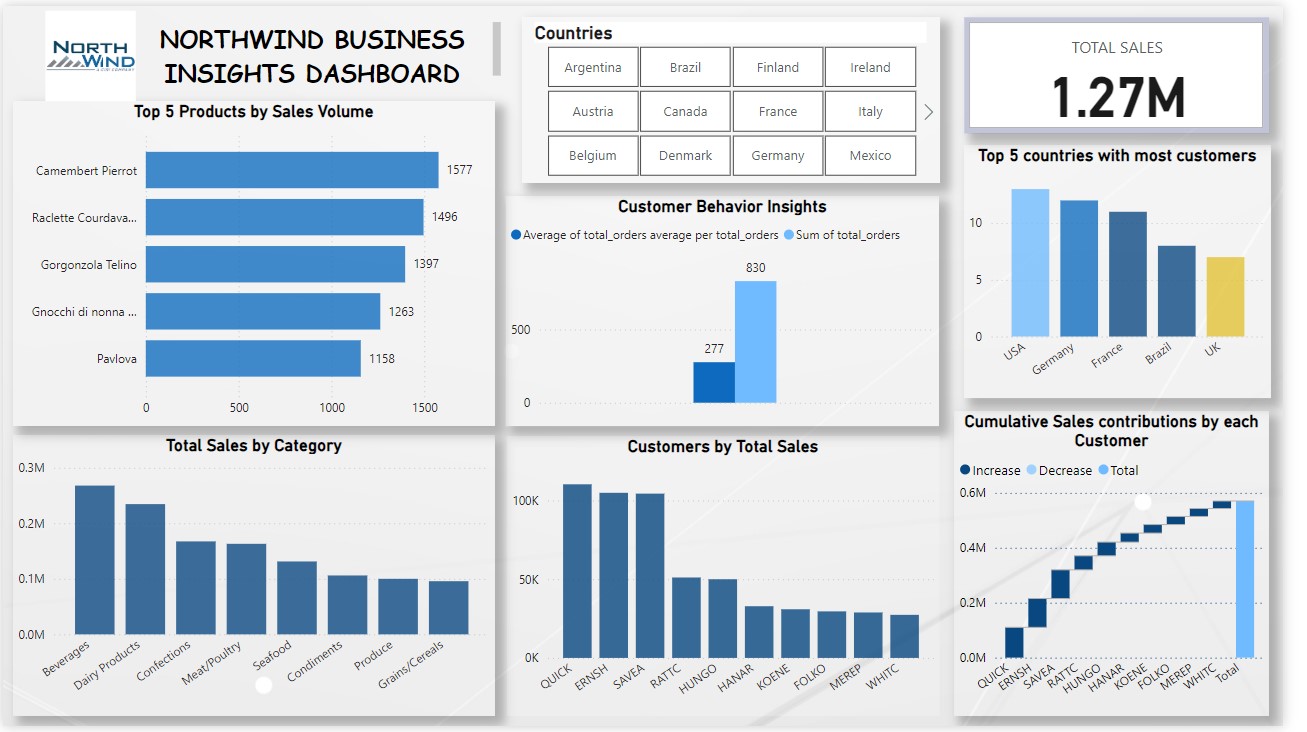 NORTH
WIND
NORTHWIND BUSINESS
INSIGHTS DASHBOARD
Countries
Argentina Brazil Finland Ireland
Austria Canada France Italy
Belgium Denmark Germany Mexico
TOTAL SALES
1.27M
Top 5 Products by Sales Volume
Camembert Pierrot 1577
Raclette Courdava... 1496
Gorgonzola Telino 1397
Gnocchi di nonna ... 1263
Pavlova 1158
0 500 1000 1500
Customer Behavior Insights
Average of total_orders average per total_orders Sum of total_orders
830
500
277
0
Top 5 countries with most customers
10
5
0
USA Germany France Brazil UK
Total Sales by Category
0.3M
0.2M
0.1M
0.0M
Beverages Dairy Products Confections Meat/Poultry Seafood Condiments Produce Grains/Cereals
Customers by Total Sales
100K
50K
0K
QUICK ERNSH SAVEA RATTC HUNGO HANAR KOENE FOLKO MEREP WHITC
Cumulative Sales contributions by each
Customer
Increase Decrease Total
0.6M
0.4M
0.2M
0.0M
QUICK ERNSH SAVEA RATTC HUNGO HANAR KOENE FOLKO MEREP WHITC Total